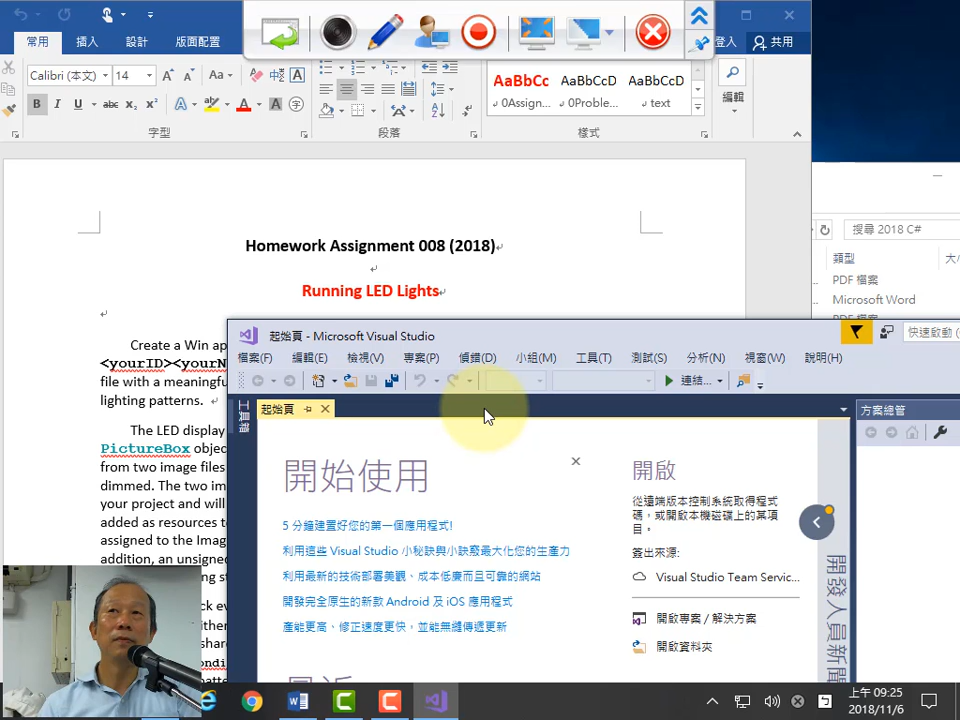 登入
共用
常用 插入 設計 版面配置
Calibri (本文) 14
AaBbCc AaBbCcD AaBbCcD
0Assign... 0Proble... text
編輯
字型 段落 樣式
Homework Assignment 008 (2018)
Running LED Lights
Create a Win ap
<yourID><yourN
file with a meaningfu
lighting patterns.
The LED display
PictureBox objec
from two image files
dimmed. The two im
your project and will
added as resources to
assigned to the Imag
addition, an unsigned
搜尋 2018 C#
類型
PDF 檔案
Microsoft Word
起始頁 - Microsoft Visual Studio
快速啟動
檔案(F) 編輯(E) 檢視(V) 專案(P) 偵錯(D) 小組(M) 工具(T) 測試(S) 分析(N) 視窗(W) 說明(H)
連結...
工具箱
起始頁
方案總管
開始使用
5 分鐘建置好您的第一個應用程式!
利用這些 Visual Studio 小秘訣與小訣竅最大化您的生產力
利用最新的技術部署美觀、成本低廉而且可靠的網站
開發完全原生的新款 Android 及 iOS 應用程式
產能更高、修正速度更快，並能無縫傳遞更新
開啟
從遠端版本控制系統取得程式
碼，或開啟本機磁碟上的某項
目。
簽出來源:
Visual Studio Team Servic...
開啟專案 / 解決方案
開啟資料夾
開發人員新聞
上午 09:25
2018/11/6